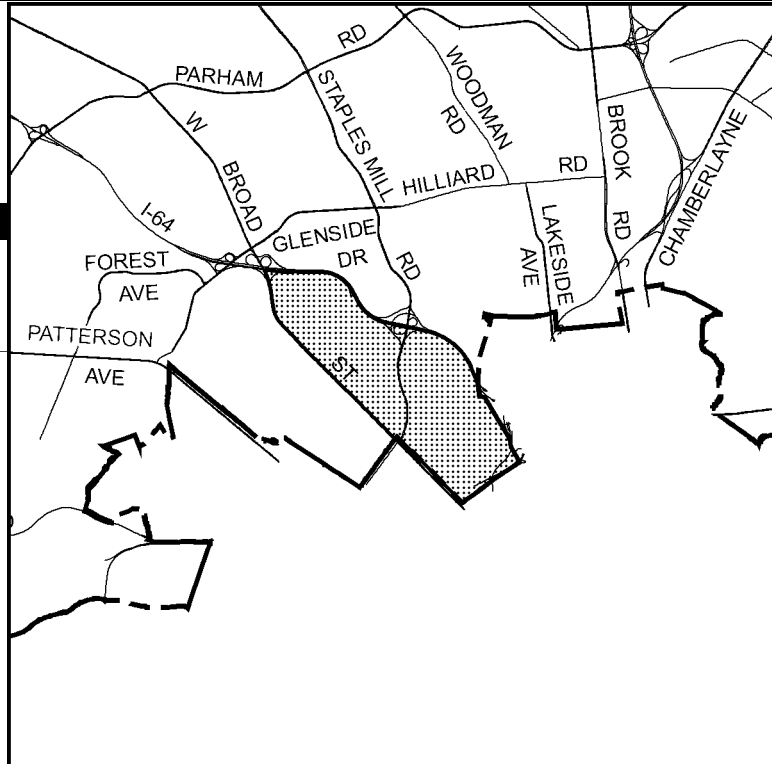 RD
PARHAM
WOODMAN
RD
STAPLES MILL
W
BROAD
BROOK
RD
CHAMBERLAYNE
HILLIARD
RD
I-64
GLENSIDE
DR
RD
LAKESIDE
AVE
FOREST
AVE
PATTERSON
AVE
ST